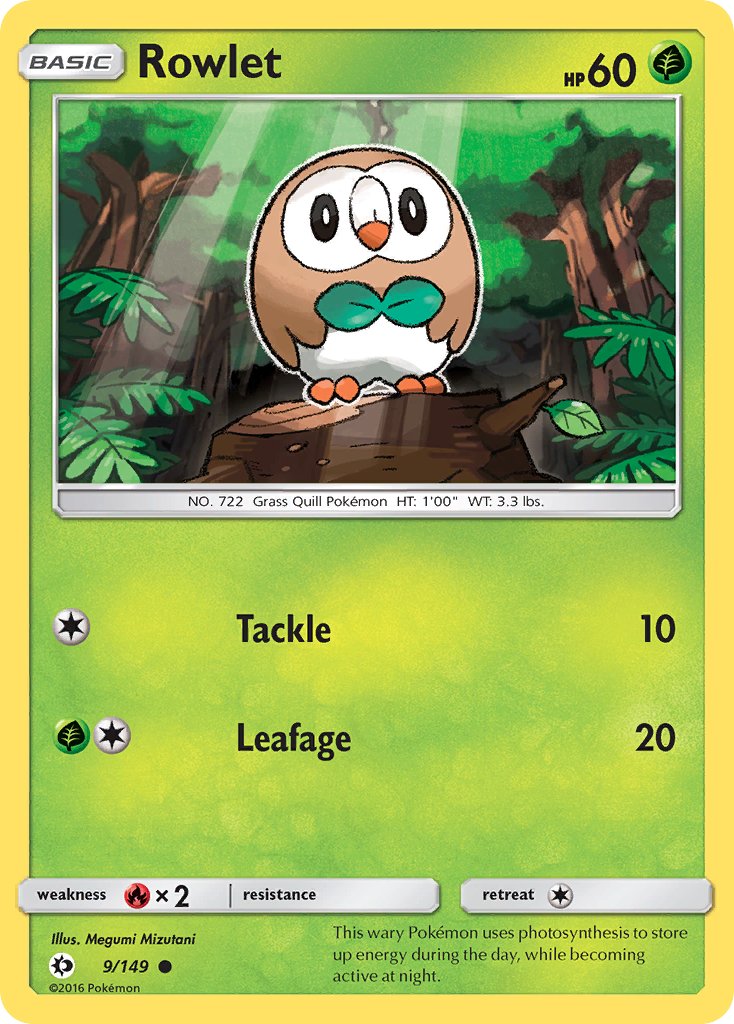 BASIC Rowlet HP60
NO. 722 Grass Quill Pokémon HT: 1'00" WT: 3.3 lbs.
Tackle 10
Leafage 20
weakness × 2 resistance retreat
Illus. Megumi Mizutani
9/149
©2016 Pokémon
This wary Pokémon uses photosynthesis to store
up energy during the day, while becoming
active at night.